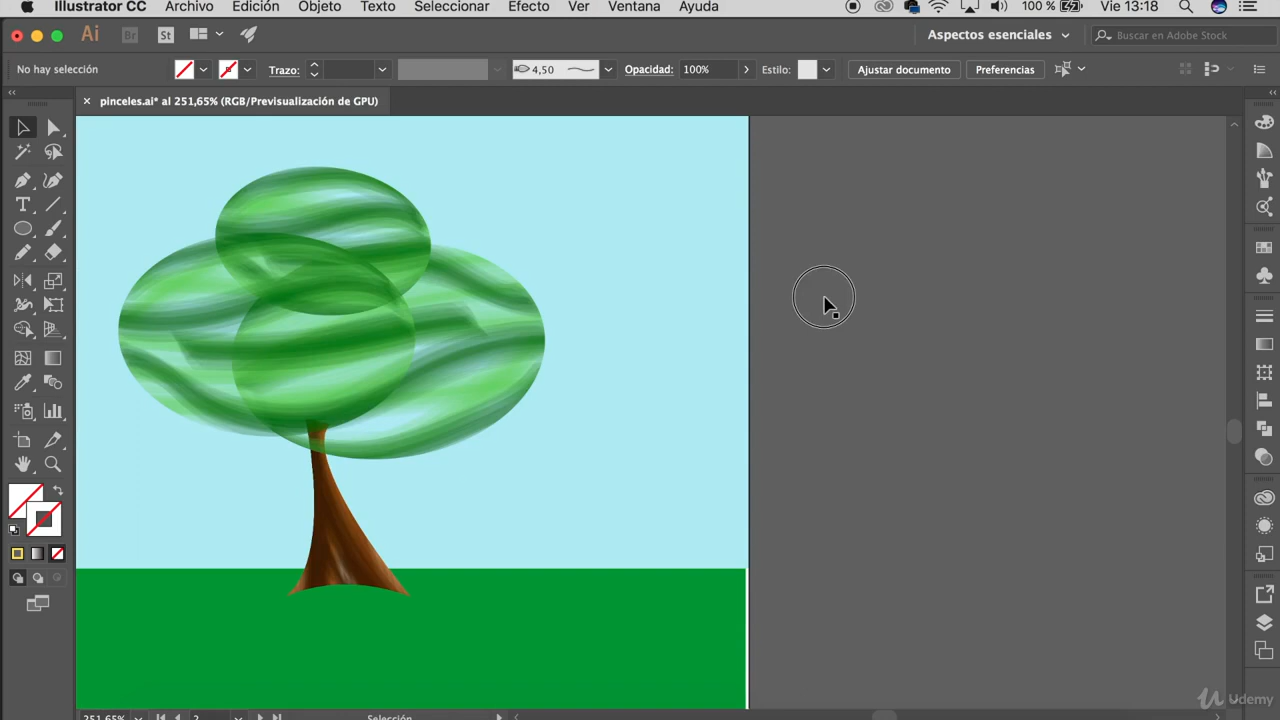 Illustrator CC Archivo Edición Objeto Texto Seleccionar Efecto Ver Ventana Ayuda 100 % Vie 13:18
Ai Br St Aspectos esenciales Buscar en Adobe Stock
No hay selección Trazo: 4,50 Opacidad: 100% Estilo: Ajustar documento Preferencias
× pinceles.ai* al 251,65% (RGB/Previsualización de GPU)
T
251,65% 2 Selección
Udemy